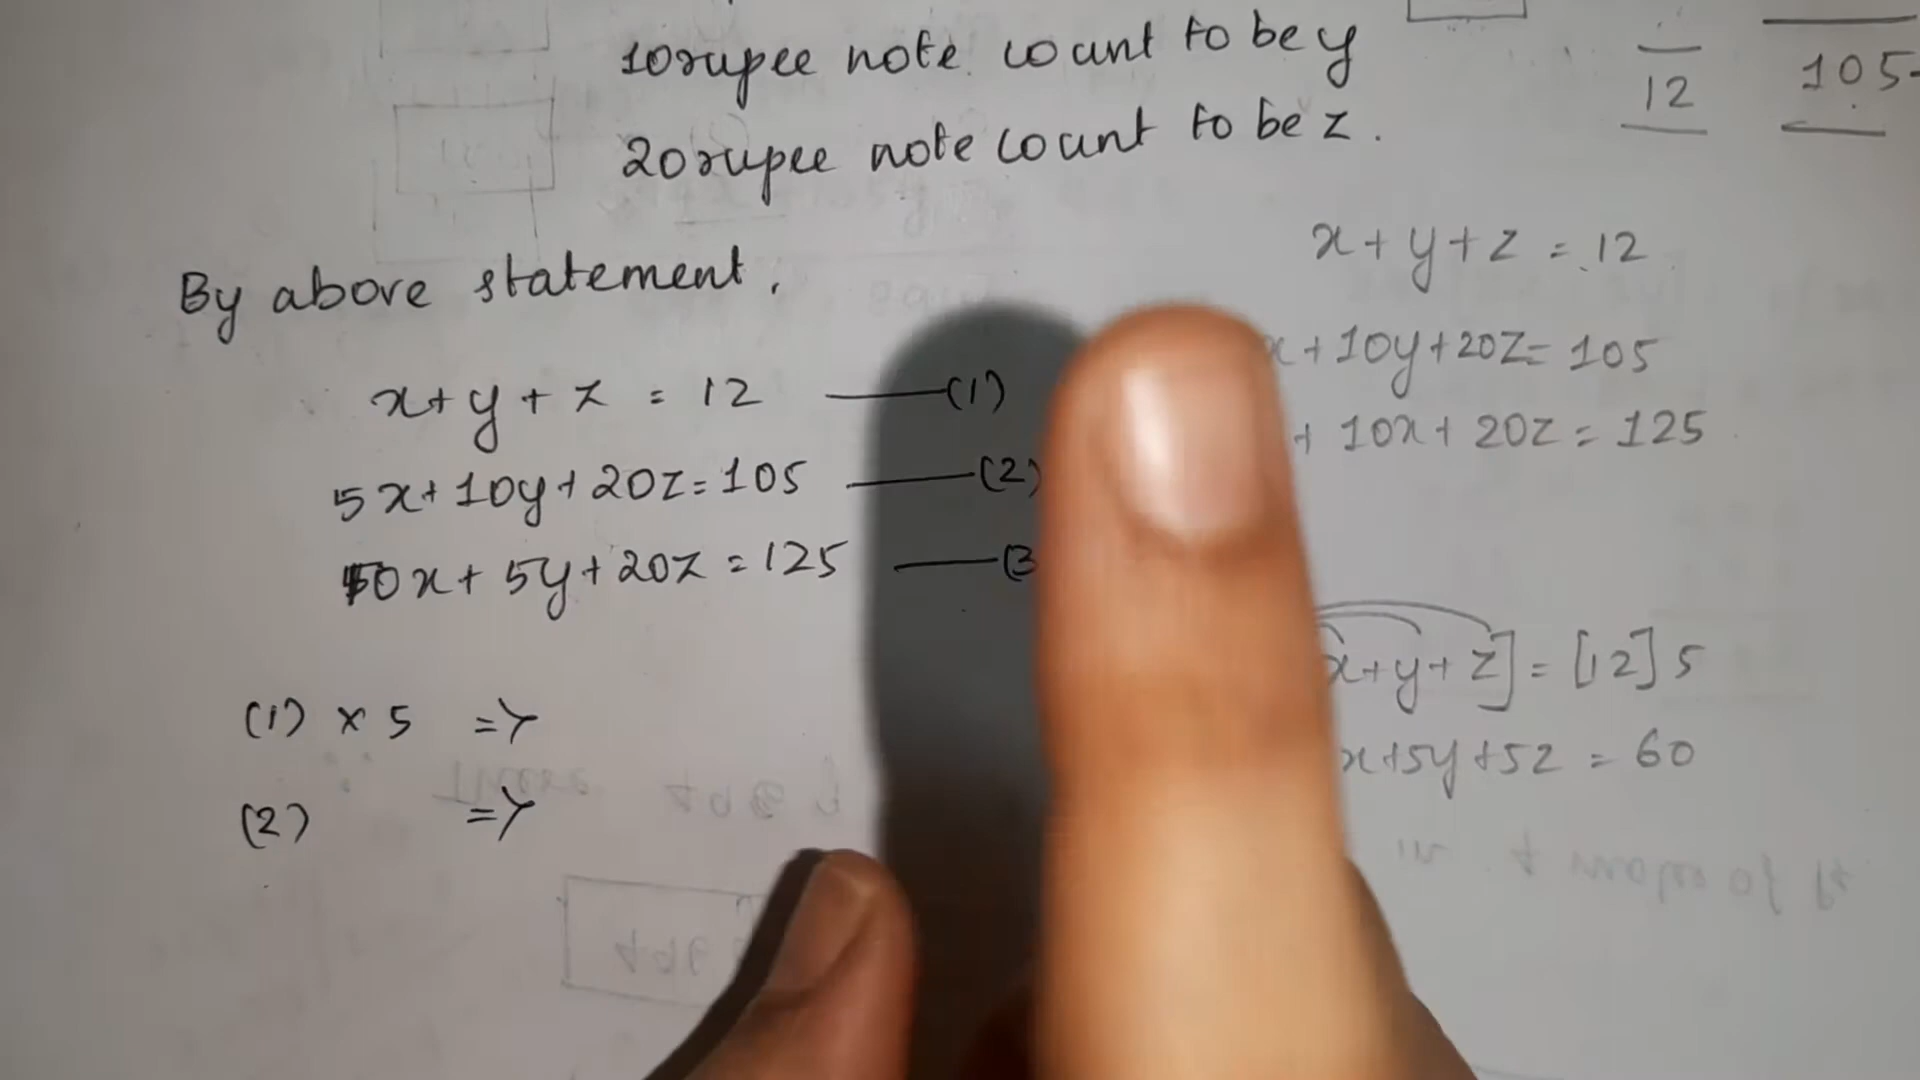 10rupee note count to be y
20rupee note count to be z.
12
105
By above statement,
x+y+z = 12 (1)
5x+10y+20z=105 (2)
10x+5y+20z=125 (3
(1) x 5 =>
(2) =>
x+y+z = 12
x+10y+20z=105
+ 10x+20z=125
x+y+z]=[12]5
x+5y+5z = 60